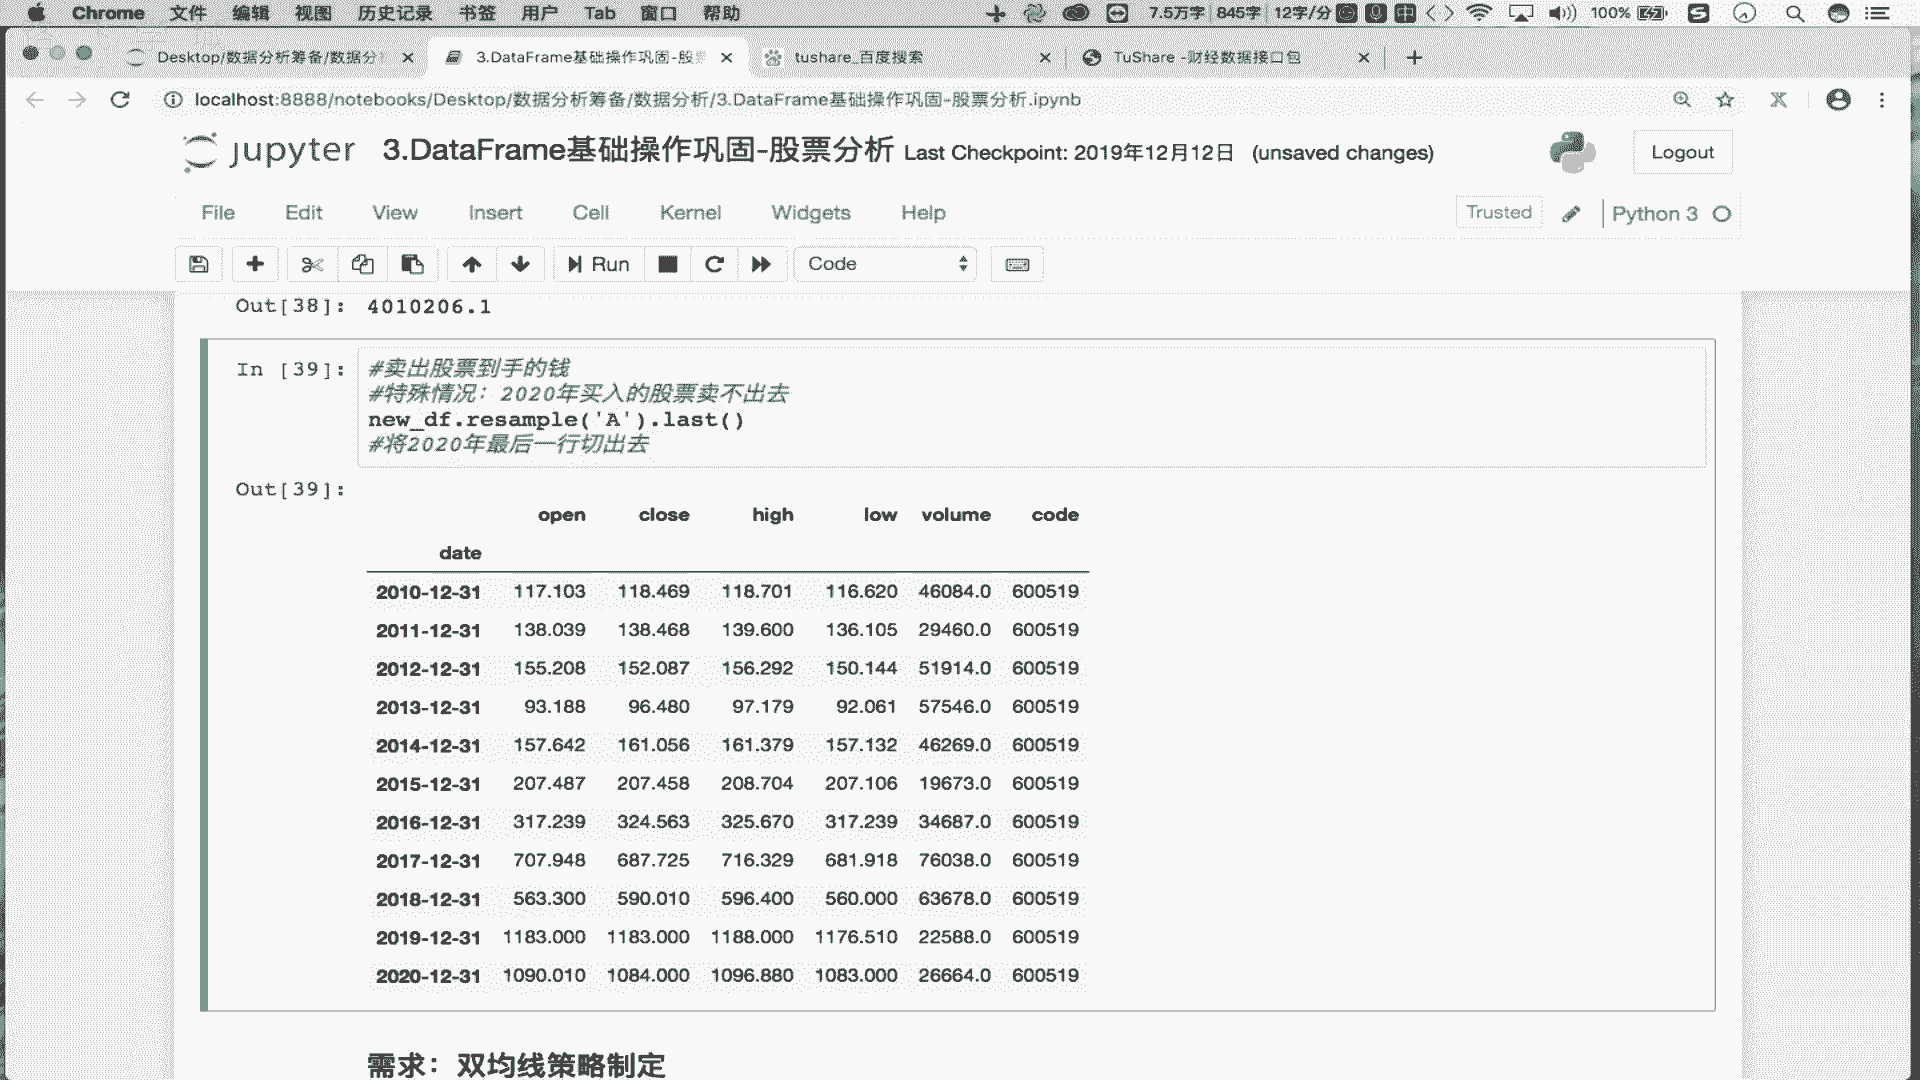 Chrome 文件 编辑 视图 历史记录 书签 用户 Tab 窗口 帮助 7.5万字 845字 12字/分 中 100%
Desktop/数据分析筹备/数据分 3.DataFrame基础操作巩固-股 tushare_百度搜索 TuShare -财经数据接口包
localhost:8888/notebooks/Desktop/数据分析筹备/数据分析/3.DataFrame基础操作巩固-股票分析.ipynb
jupyter 3.DataFrame基础操作巩固-股票分析 Last Checkpoint: 2019年12月12日 (unsaved changes) Logout
File Edit View Insert Cell Kernel Widgets Help Trusted Python 3
Run Code
Out[38]: 4010206.1
In [39]: #卖出股票到手的钱
#特殊情况：2020年买入的股票卖不出去
new_df.resample('A').last()
#将2020年最后一行切出去
Out[39]:
open close high low volume code
date
2010-12-31 117.103 118.469 118.701 116.620 46084.0 600519
2011-12-31 138.039 138.468 139.600 136.105 29460.0 600519
2012-12-31 155.208 152.087 156.292 150.144 51914.0 600519
2013-12-31 93.188 96.480 97.179 92.061 57546.0 600519
2014-12-31 157.642 161.056 161.379 157.132 46269.0 600519
2015-12-31 207.487 207.458 208.704 207.106 19673.0 600519
2016-12-31 317.239 324.563 325.670 317.239 34687.0 600519
2017-12-31 707.948 687.725 716.329 681.918 76038.0 600519
2018-12-31 563.300 590.010 596.400 560.000 63678.0 600519
2019-12-31 1183.000 1183.000 1188.000 1176.510 22588.0 600519
2020-12-31 1090.010 1084.000 1096.880 1083.000 26664.0 600519
需求：双均线策略制定